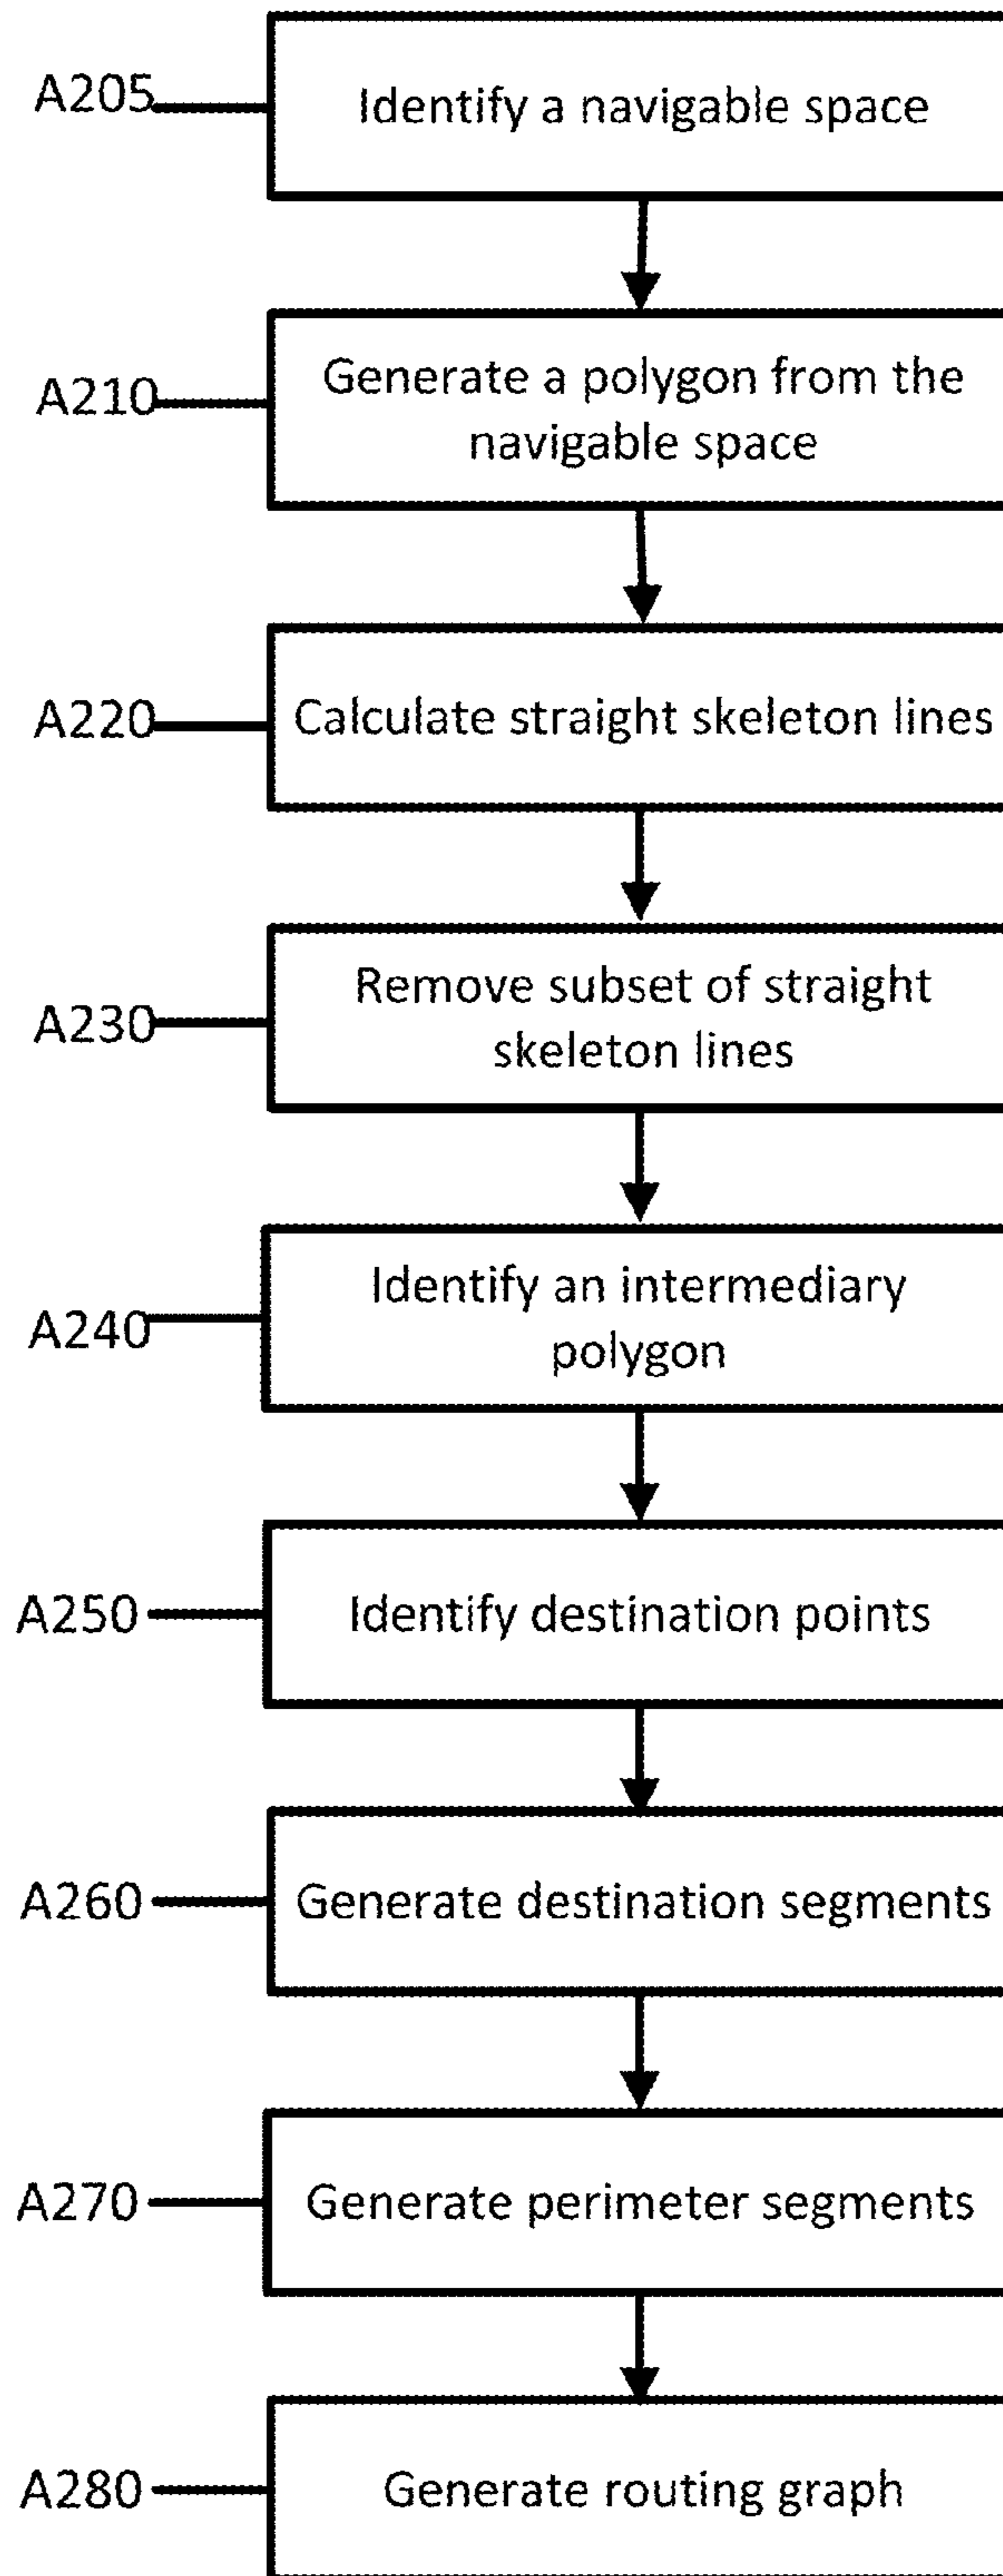 A205
Identify a navigable space
A210
Generate a polygon from the
navigable space
A220
Calculate straight skeleton lines
A230
Remove subset of straight
skeleton lines
A240
Identify an intermediary
polygon
A250
Identify destination points
A260
Generate destination segments
A270
Generate perimeter segments
A280
Generate routing graph